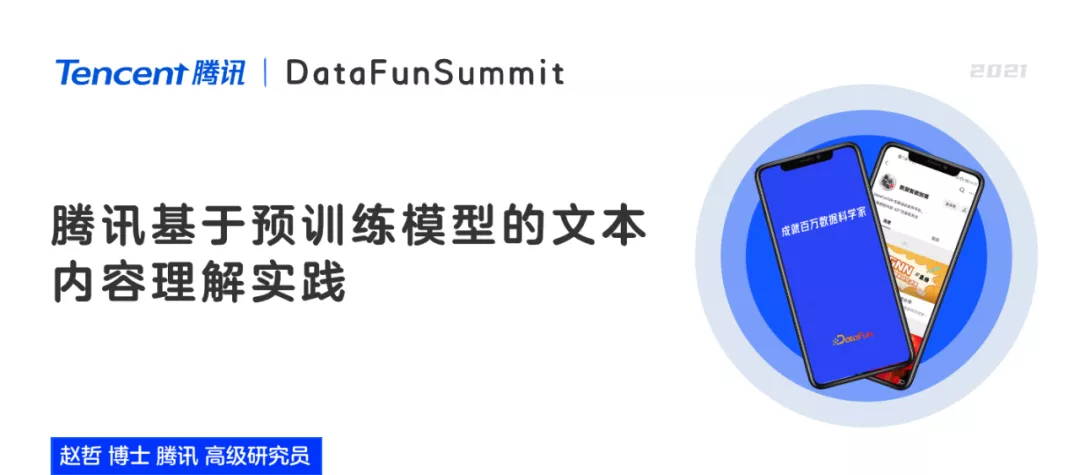 Tencent腾讯 | DataFunSummit
2021
腾讯基于预训练模型的文本
内容理解实践
成就百万数据科学家
DataFun
赵哲 博士 腾讯 高级研究员